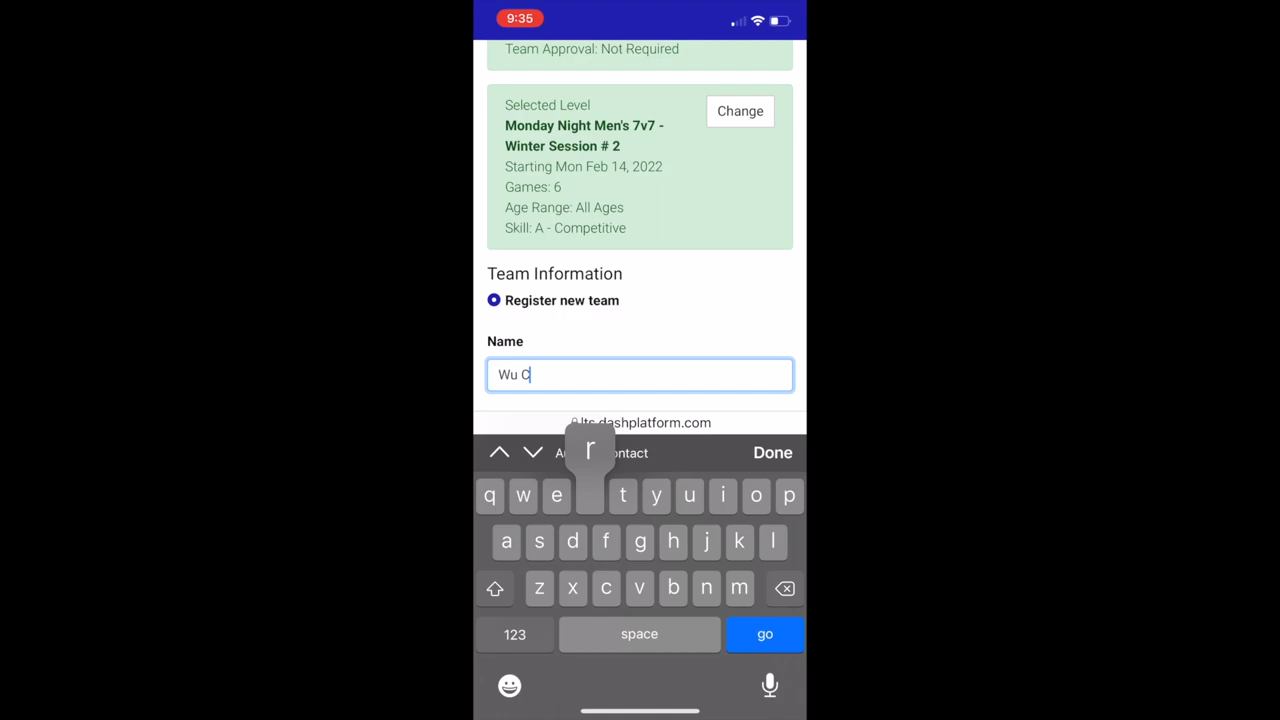 9:35
Team Approval: Not Required
Selected Level
Change
Monday Night Men's 7v7 -
Winter Session # 2
Starting Mon Feb 14, 2022
Games: 6
Age Range: All Ages
Skill: A - Competitive
Team Information
Register new team
Name
Wu C
dashplatform.com
r
Done
q w e t y u i o p
a s d f g h j k l
z x c v b n m
123
space
go